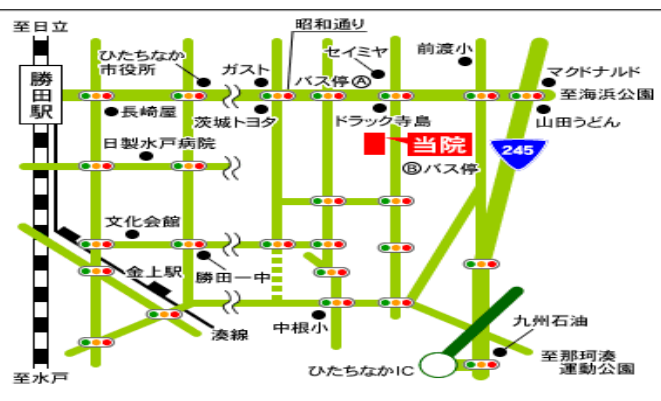 至日立
昭和通り
ひたちなか
市役所
ガスト
バス停Ⓐ
セイミヤ
前渡小
マクドナルド
至海浜公園
勝田駅
長崎屋
茨城トヨタ
ドラック寺島
山田うどん
日製水戸病院
当院
245
Ⓑバス停
文化会館
金上駅
勝田一中
湊線
中根小
九州石油
ひたちなかIC
至那珂湊
運動公園
至水戸